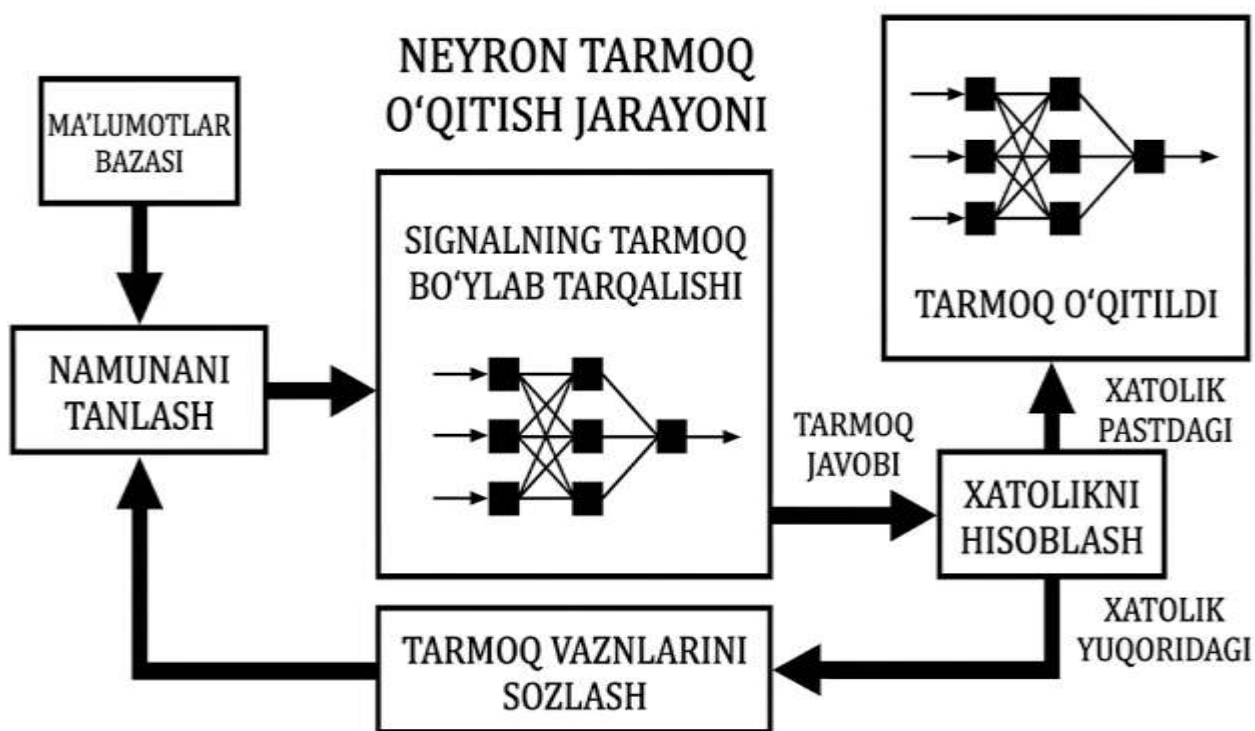 NEYRON TARMOQ
O‘QITISH JARAYONI
MA’LUMOTLAR
BAZASI
NAMUNANI
TANLASH
SIGNALNING TARMOQ
BO‘YLAB TARQALISHI
TARMOQ
JAVOBI
XATOLIKNI
HISOBLASH
XATOLIK
PASTDAGI
TARMOQ O‘QITILDI
XATOLIK
YUQORIDAGI
TARMOQ VAZNLARINI
SOZLASH